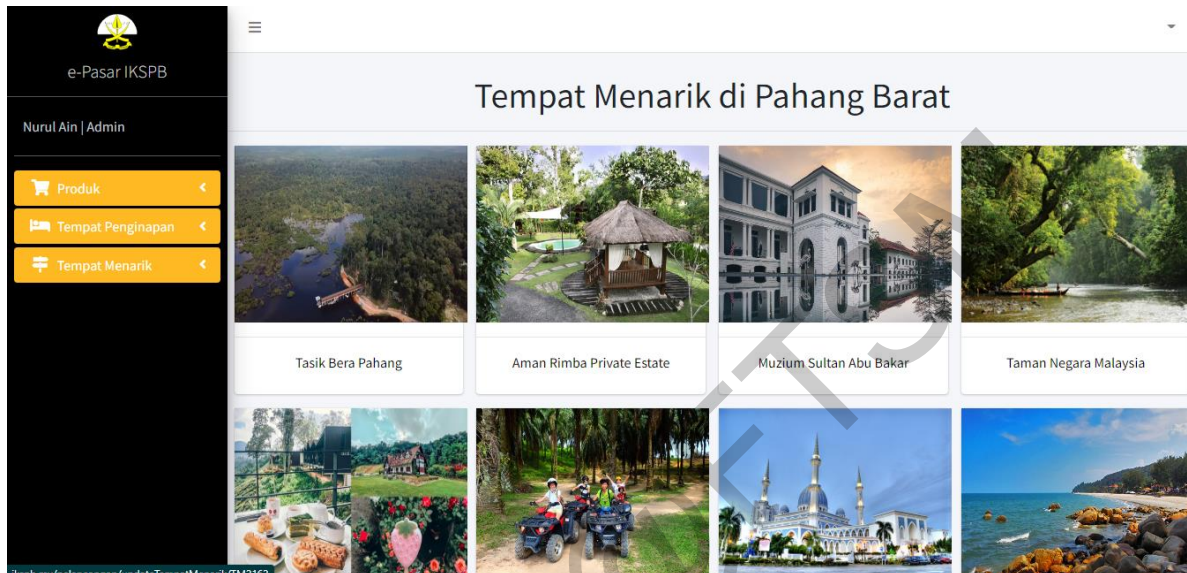 e-Pasar IKSPB
Nurul Ain | Admin
Produk
Tempat Penginapan
Tempat Menarik
Tempat Menarik di Pahang Barat
Tasik Bera Pahang
Aman Rimba Private Estate
Muzium Sultan Abu Bakar
Taman Negara Malaysia